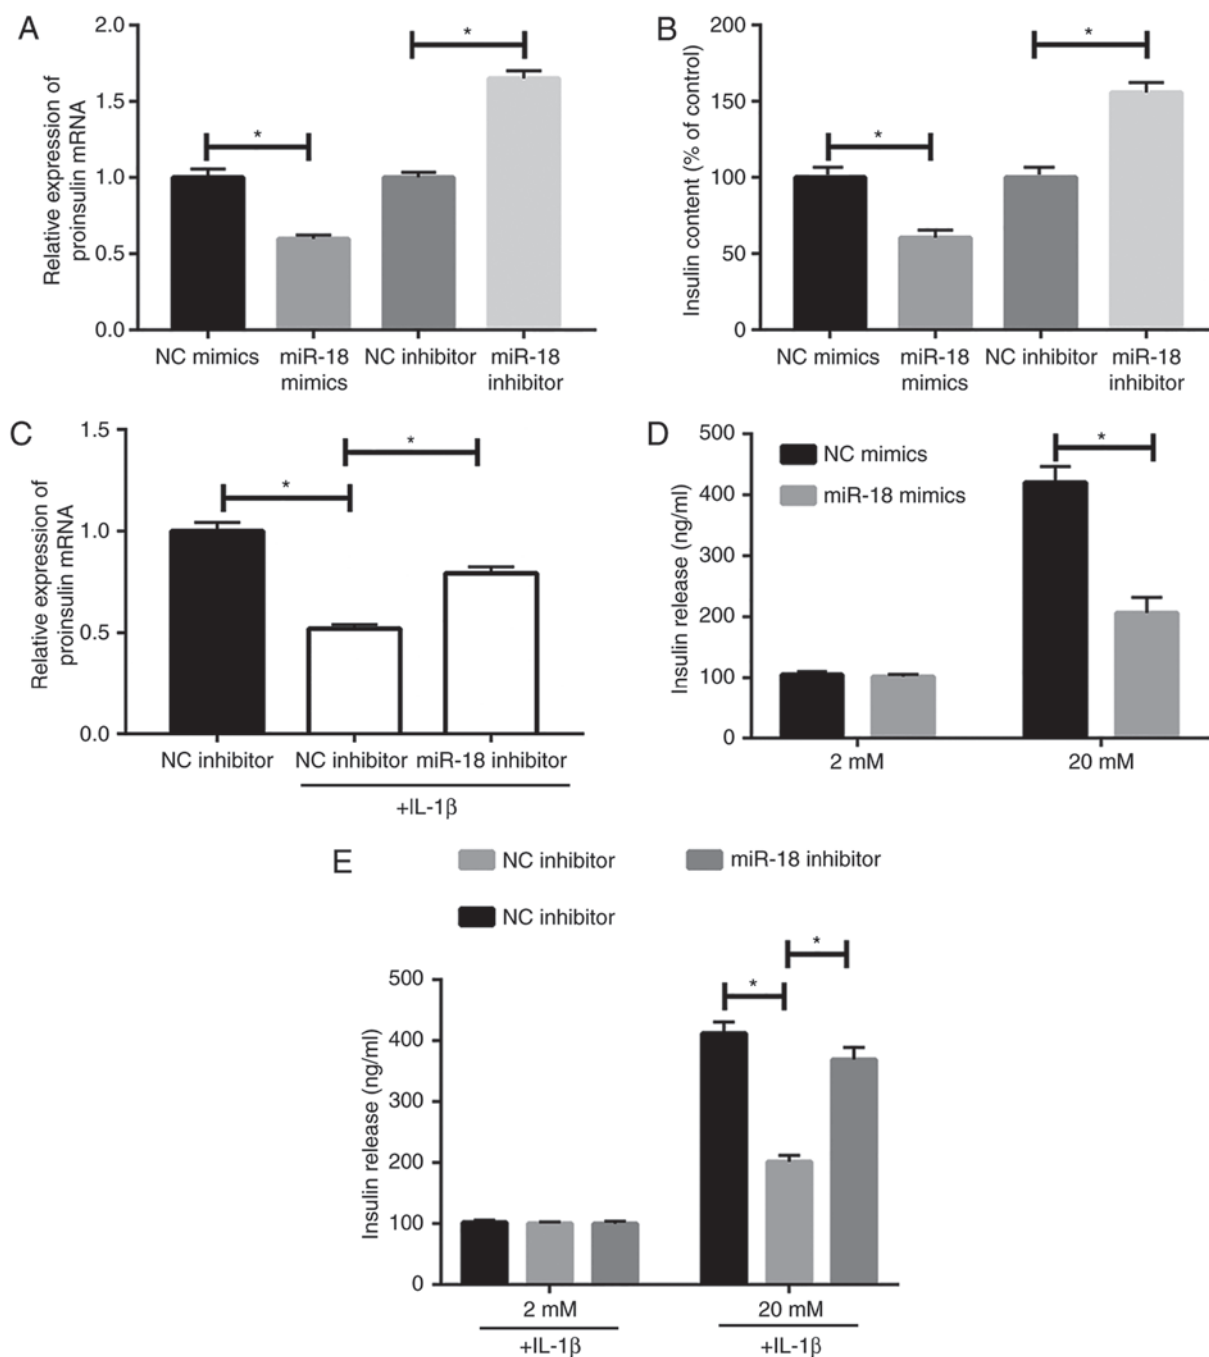 A
Relative expression of
proinsulin mRNA
2.0
1.5
1.0
0.5
0.0
*
*
NC mimics
miR-18
mimics
NC inhibitor
miR-18
inhibitor
B
Insulin content (% of control)
200
150
100
50
0
*
*
NC mimics
miR-18
mimics
NC inhibitor
miR-18
inhibitor
C
Relative expression of
proinsulin mRNA
1.5
1.0
0.5
0.0
*
*
NC inhibitor
NC inhibitor
miR-18 inhibitor
+IL-1β
D
Insulin release (ng/ml)
500
400
300
200
100
0
NC mimics
miR-18 mimics
*
2 mM
20 mM
E
NC inhibitor
miR-18 inhibitor
NC inhibitor
Insulin release (ng/ml)
500
400
300
200
100
0
*
*
2 mM
20 mM
+IL-1β
+IL-1β